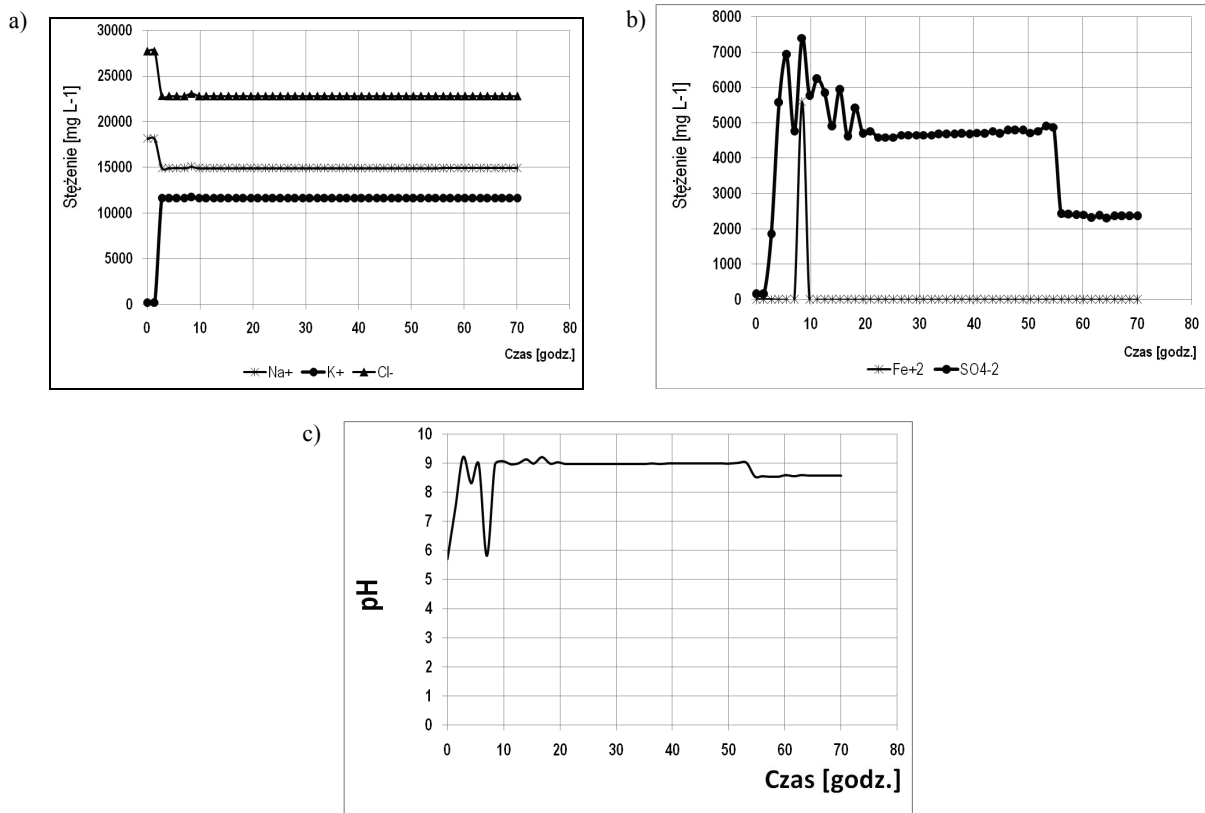 a)
Stężenie [mg L-1]
30000
25000
20000
15000
10000
5000
0
0 10 20 30 40 50 60 70 80
Czas [godz.]
Na+ K+ Cl-
b)
Stężenie [mg L-1]
8000
7000
6000
5000
4000
3000
2000
1000
0
0 10 20 30 40 50 60 70 80
Czas [godz.]
Fe+2 SO4-2
c)
pH
10
9
8
7
6
5
4
3
2
1
0
0 10 20 30 40 50 60 70 80
Czas [godz.]